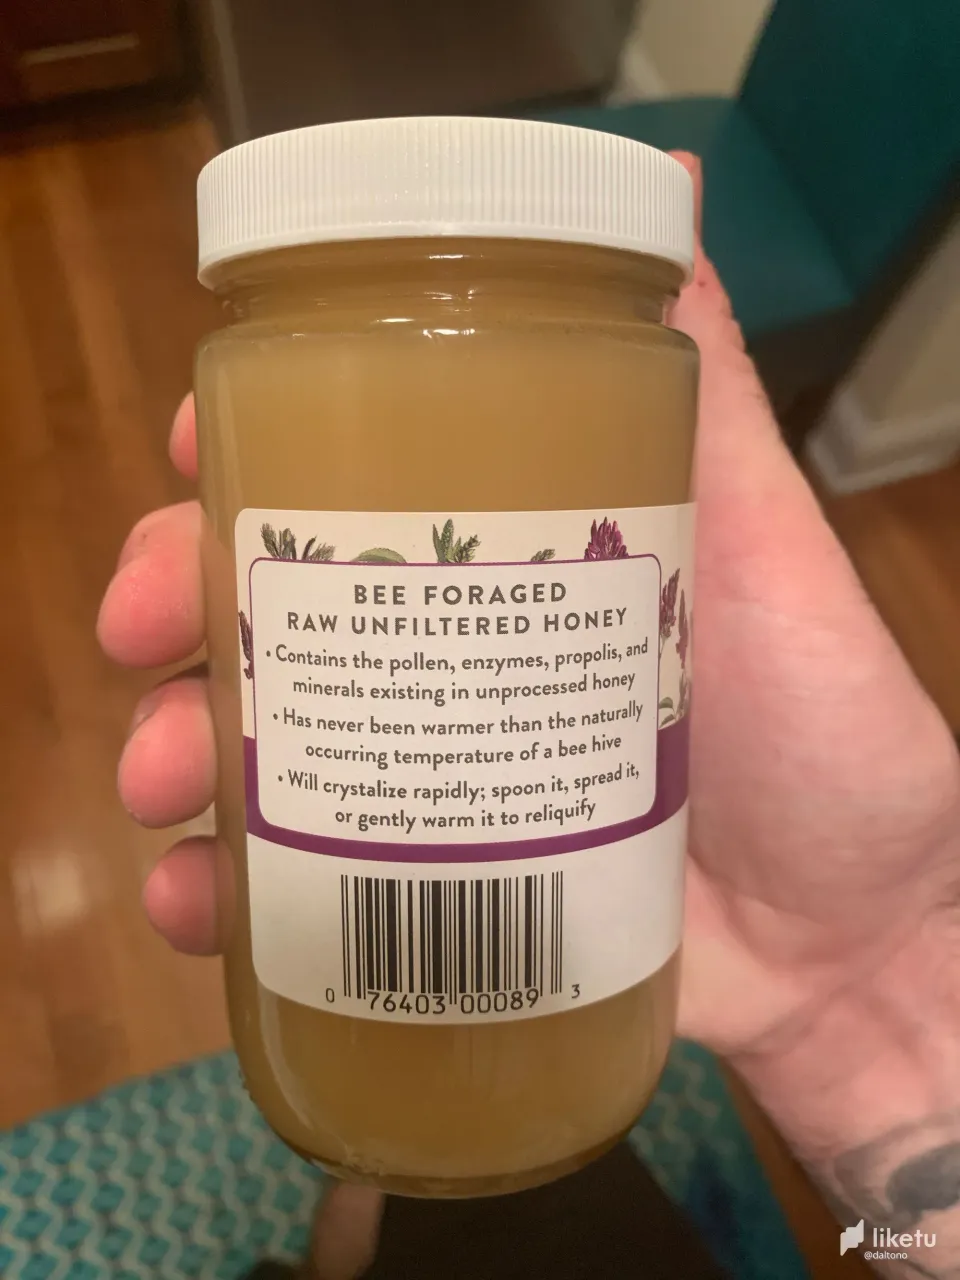 BEE FORAGED
RAW UNFILTERED HONEY
• Contains the pollen, enzymes, propolis, and
minerals existing in unprocessed honey
• Has never been warmer than the naturally
occurring temperature of a bee hive
• Will crystalize rapidly; spoon it, spread it,
or gently warm it to reliquify
0 76403 00089 3
liketu
@daltono